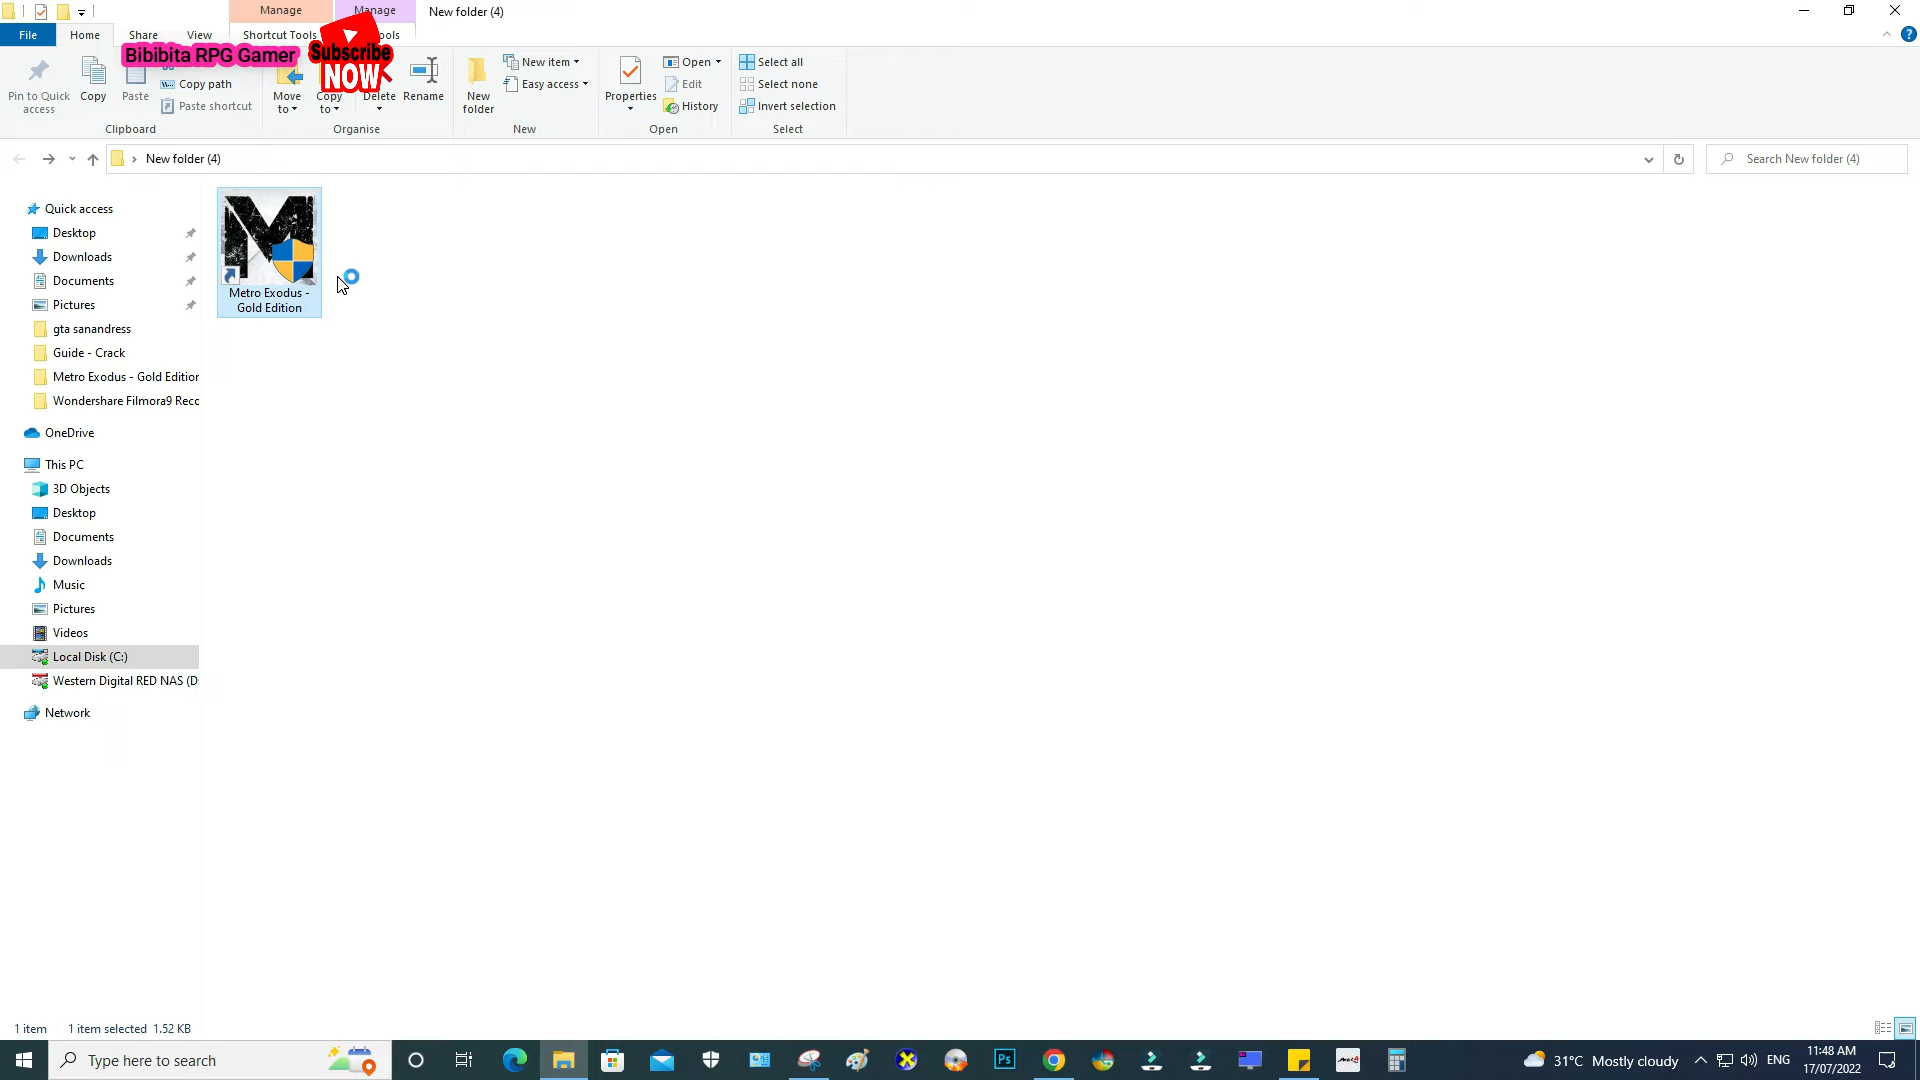 Manage
Manage
New folder (4)
File
Home
Share
View
Shortcut Tools
ools
Bibibita RPG Gamer
Subscribe
NOW
Pin to Quick
access
Copy
Paste
Copy path
Paste shortcut
Clipboard
Move
to
Copy
to
Delete
Rename
Organise
New
folder
New item
Easy access
New
Properties
Open
Edit
History
Open
Select all
Select none
Invert selection
Select
New folder (4)
Search New folder (4)
Quick access
Desktop
Downloads
Documents
Pictures
gta sanandress
Guide - Crack
Metro Exodus - Gold Edition
Wondershare Filmora9 Reco
OneDrive
This PC
3D Objects
Desktop
Documents
Downloads
Music
Pictures
Videos
Local Disk (C:)
Western Digital RED NAS (D:
Network
Metro Exodus -
Gold Edition
1 item
1 item selected 1.52 KB
Type here to search
Ps
31°C Mostly cloudy
ENG
11:48 AM
17/07/2022